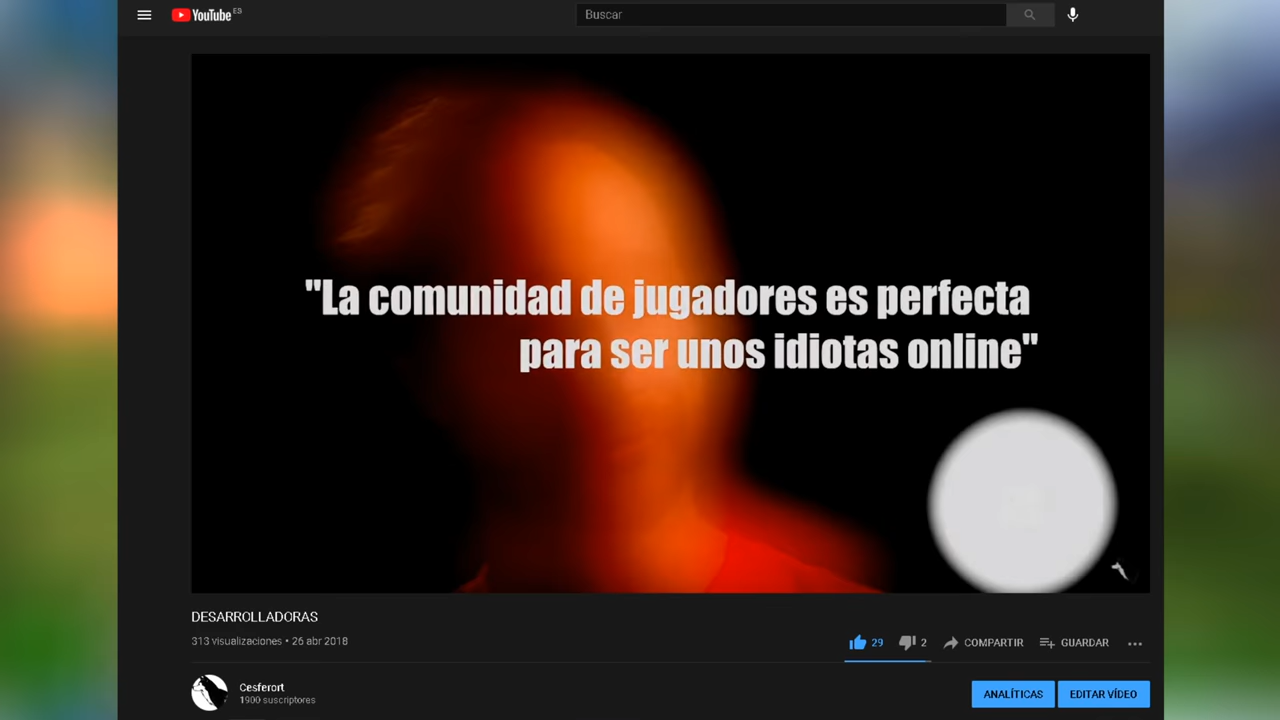 YouTube ES
Buscar
"La comunidad de jugadores es perfecta
para ser unos idiotas online"
DESARROLLADORAS
313 visualizaciones • 26 abr 2018
29
2
COMPARTIR
GUARDAR
Cesferort
1900 suscriptores
ANALÍTICAS
EDITAR VÍDEO